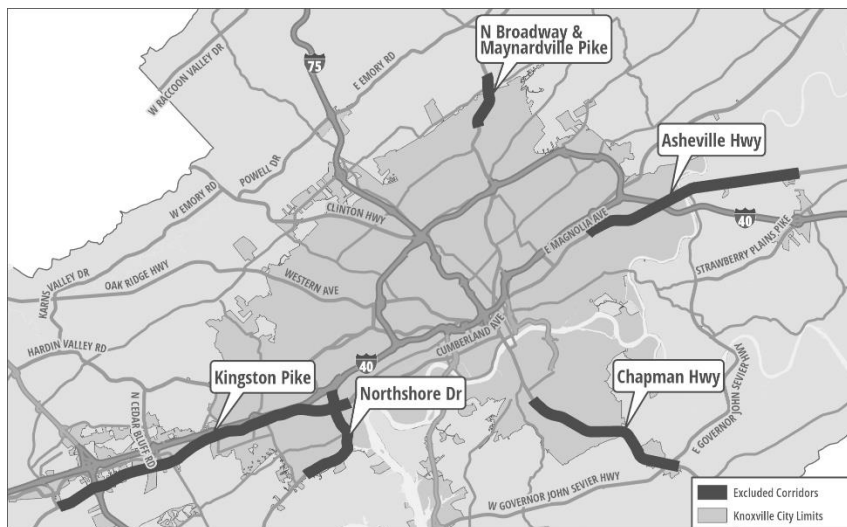 N Broadway &
Maynardville Pike
75
W RACCOON VALLEY DR
E EMORY RD
Asheville Hwy
POWELL DR
W EMORY RD
CLINTON HWY
E MAGNOLIA AVE
40
STRAWBERRY PLAINS PIKE
KARNS VALLEY DR
OAK RIDGE HWY
WESTERN AVE
HARDIN VALLEY RD
CUMBERLAND AVE
40
Kingston Pike
Northshore Dr
Chapman Hwy
N CEDAR BLUFF RD
E GOVERNOR JOHN SEVIER HWY
W GOVERNOR JOHN SEVIER HWY
Excluded Corridors
Knoxville City Limits